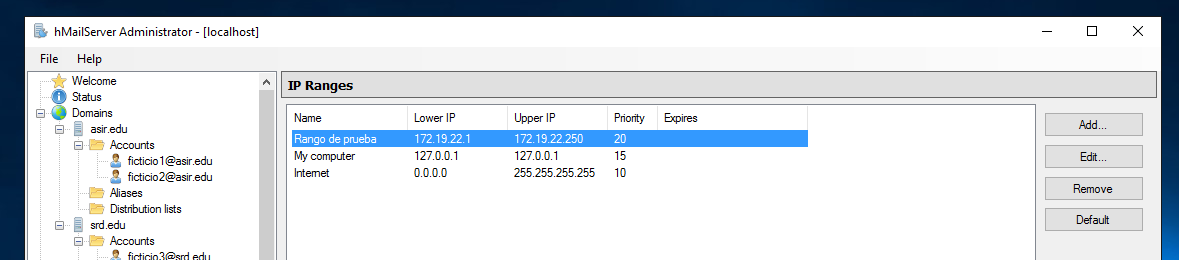 hMailServer Administrator - [localhost]
File Help
Welcome
Status
Domains
asir.edu
Accounts
ficticio1@asir.edu
ficticio2@asir.edu
Aliases
Distribution lists
srd.edu
Accounts
ficticio3@srd.edu
IP Ranges
Name Lower IP Upper IP Priority Expires
Rango de prueba 172.19.22.1 172.19.22.250 20
My computer 127.0.0.1 127.0.0.1 15
Internet 0.0.0.0 255.255.255.255 10
Add...
Edit...
Remove
Default